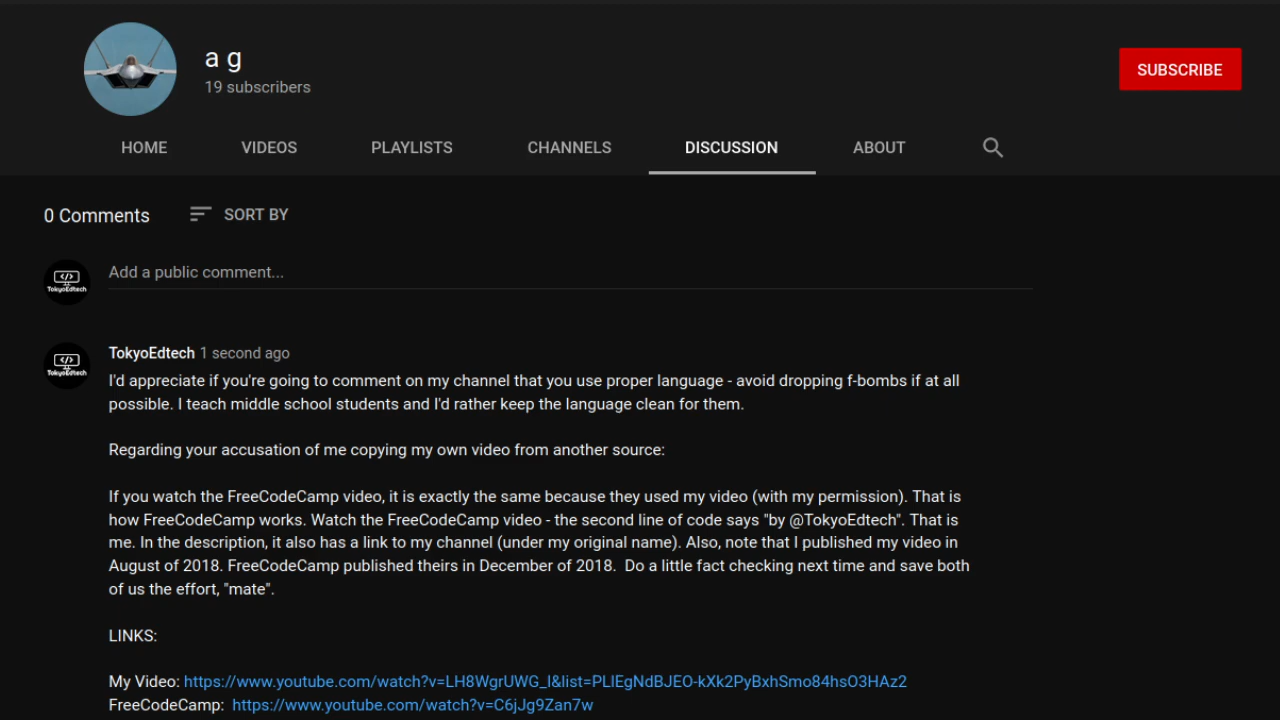 a g
19 subscribers
SUBSCRIBE
HOME VIDEOS PLAYLISTS CHANNELS DISCUSSION ABOUT
0 Comments SORT BY
</> TokyoEdtech
Add a public comment...
</> TokyoEdtech
TokyoEdtech 1 second ago
I'd appreciate if you're going to comment on my channel that you use proper language - avoid dropping f-bombs if at all
possible. I teach middle school students and I'd rather keep the language clean for them.
Regarding your accusation of me copying my own video from another source:
If you watch the FreeCodeCamp video, it is exactly the same because they used my video (with my permission). That is
how FreeCodeCamp works. Watch the FreeCodeCamp video - the second line of code says "by @TokyoEdtech". That is
me. In the description, it also has a link to my channel (under my original name). Also, note that I published my video in
August of 2018. FreeCodeCamp published theirs in December of 2018.  Do a little fact checking next time and save both
of us the effort, "mate".
LINKS:
My Video: https://www.youtube.com/watch?v=LH8WgrUWG_I&list=PLlEgNdBJEO-kXk2PyBxhSmo84hsO3HAz2
FreeCodeCamp:  https://www.youtube.com/watch?v=C6jJg9Zan7w